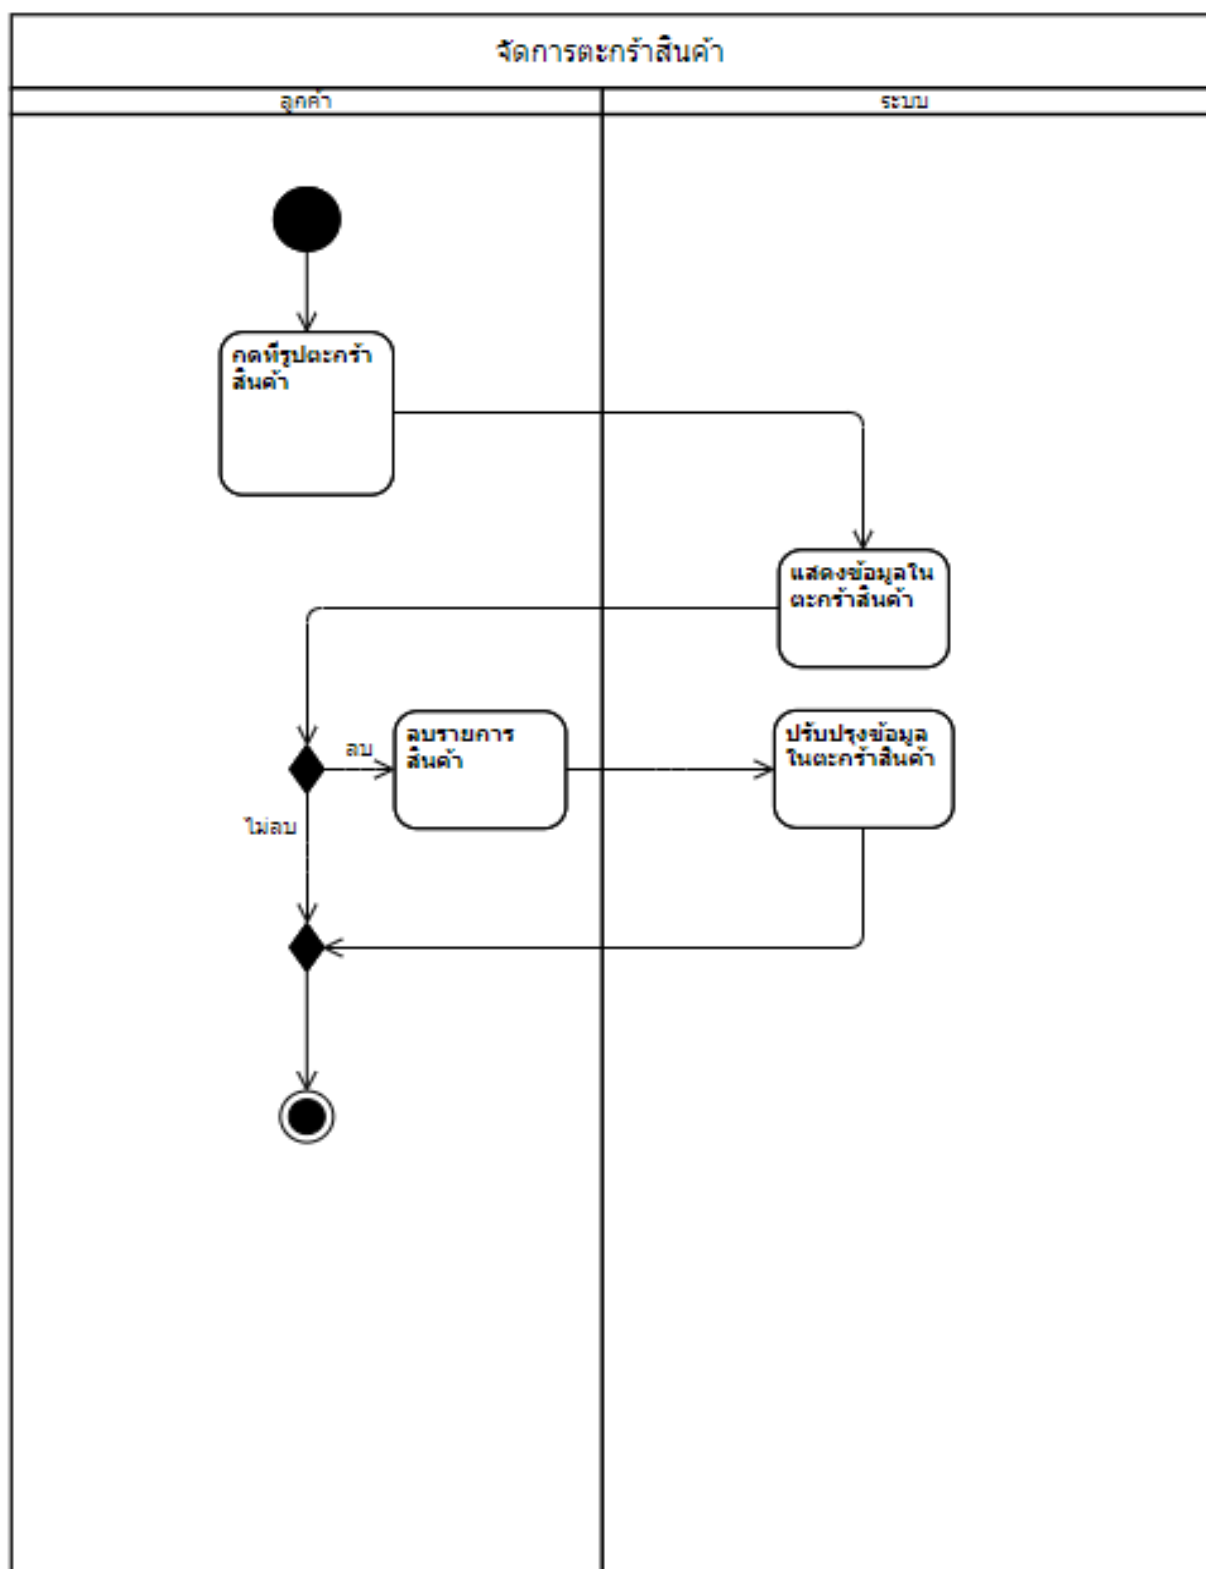 จัดการตะกร้าสินค้า
ลูกค้า
ระบบ
กดที่รูปตะกร้า
สินค้า
แสดงข้อมูลใน
ตะกร้าสินค้า
ลบ
ลบรายการ
สินค้า
ปรับปรุงข้อมูล
ในตะกร้าสินค้า
ไม่ลบ